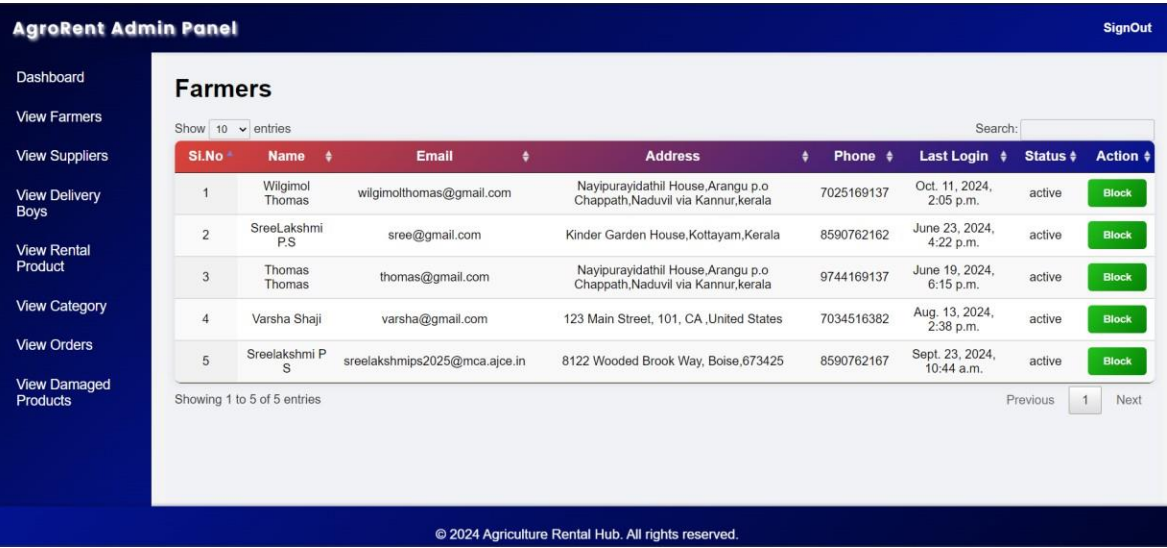 AgroRent Admin Panel
SignOut
Dashboard
View Farmers
View Suppliers
View Delivery
Boys
View Rental
Product
View Category
View Orders
View Damaged
Products
Farmers
Show 10 entries
Search:
Sl.No Name Email Address Phone Last Login Status Action
1 Wilgimol
Thomas wilgimolthomas@gmail.com Nayipurayidathil House,Arangu p.o
Chappath,Naduvil via Kannur,kerala 7025169137 Oct. 11, 2024,
2:05 p.m. active Block
2 SreeLakshmi
P.S sree@gmail.com Kinder Garden House,Kottayam,Kerala 8590762162 June 23, 2024,
4:22 p.m. active Block
3 Thomas
Thomas thomas@gmail.com Nayipurayidathil House,Arangu p.o
Chappath,Naduvil via Kannur,kerala 9744169137 June 19, 2024,
6:15 p.m. active Block
4 Varsha Shaji varsha@gmail.com 123 Main Street, 101, CA ,United States 7034516382 Aug. 13, 2024,
2:38 p.m. active Block
5 Sreelakshmi P
S sreelakshmips2025@mca.ajce.in 8122 Wooded Brook Way, Boise,673425 8590762167 Sept. 23, 2024,
10:44 a.m. active Block
Showing 1 to 5 of 5 entries
Previous 1 Next
© 2024 Agriculture Rental Hub. All rights reserved.